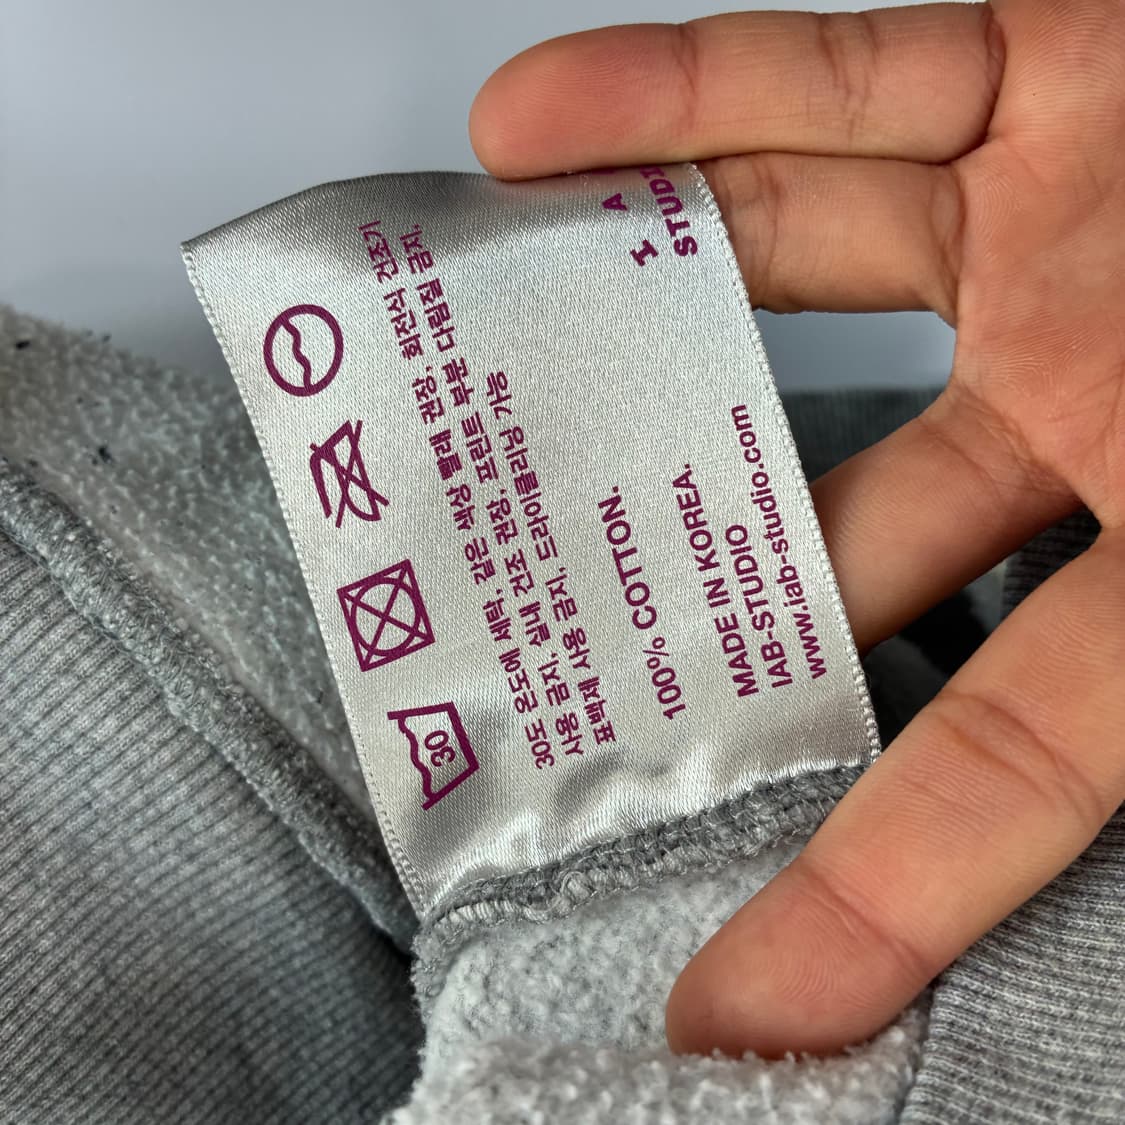 30
30도 온도에 세탁, 같은 색상 빨래 권장, 회전식 건조기
사용 금지, 실내 건조 권장, 프린트 부분 다림질 금지,
표백제 사용 금지, 드라이클리닝 가능
100% COTTON.
MADE IN KOREA.
IAB-STUDIO
www.iab-studio.com
I A